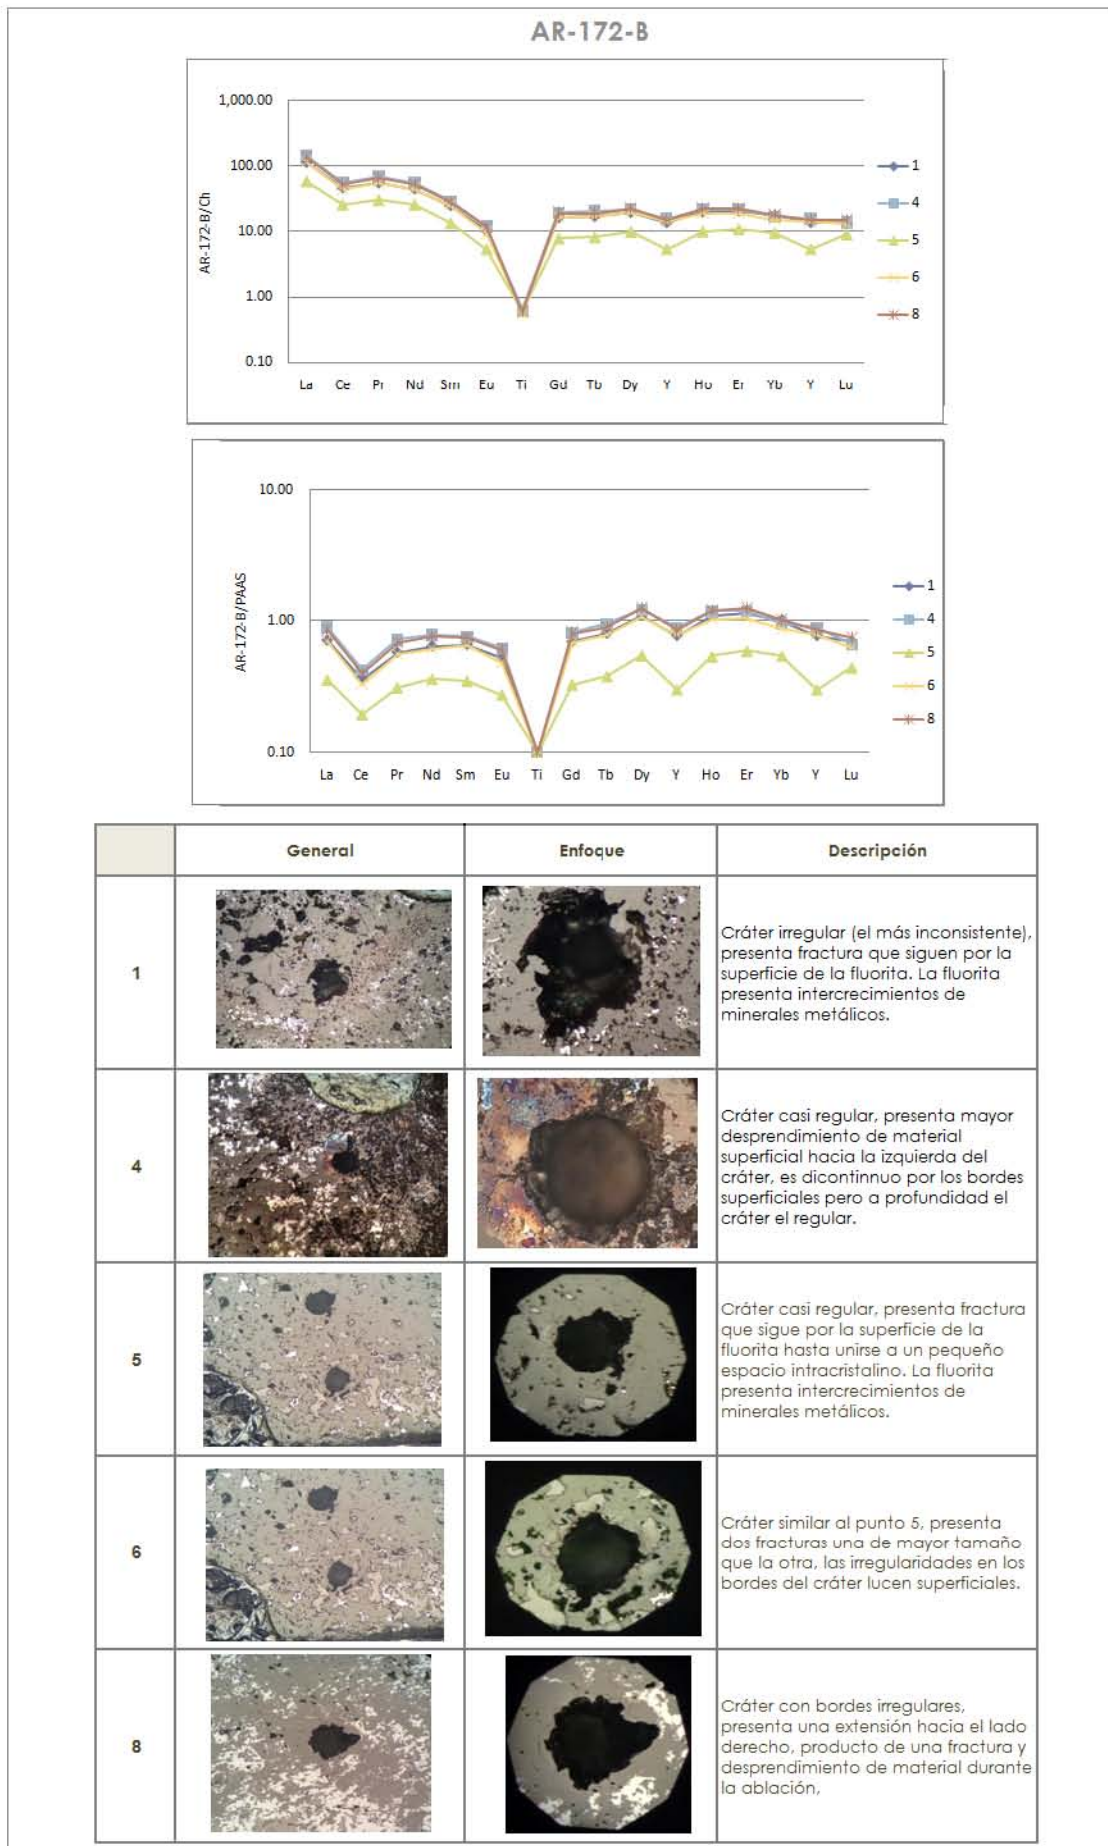 AR-172-B
1,000.00
100.00
10.00
1.00
0.10
AR-172-B/Ch
La Ce Pr Nd Sm Eu Ti Gd Tb Dy Y Ho Er Yb Y Lu
1
4
5
6
8
10.00
1.00
0.10
AR-172-B/PAAS
La Ce Pr Nd Sm Eu Ti Gd Tb Dy Y Ho Er Yb Y Lu
1
4
5
6
8
General Enfoque Descripción
1
Cráter irregular (el más inconsistente),
presenta fractura que siguen por la
superficie de la fluorita. La fluorita
presenta intercrecimientos de
minerales metálicos.
4
Cráter casi regular, presenta mayor
desprendimiento de material
superficial hacia la izquierda del
cráter, es dicontinnuo por los bordes
superficiales pero a profundidad el
cráter el regular.
5
Cráter casi regular, presenta fractura
que sigue por la superficie de la
fluorita hasta unirse a un pequeño
espacio intracristalino. La fluorita
presenta intercrecimientos de
minerales metálicos.
6
Cráter similar al punto 5, presenta
dos fracturas una de mayor tamaño
que la otra, las irregularidades en los
bordes del cráter lucen superficiales.
8
Cráter con bordes irregulares,
presenta una extensión hacia el lado
derecho, producto de una fractura y
desprendimiento de material durante
la ablación,